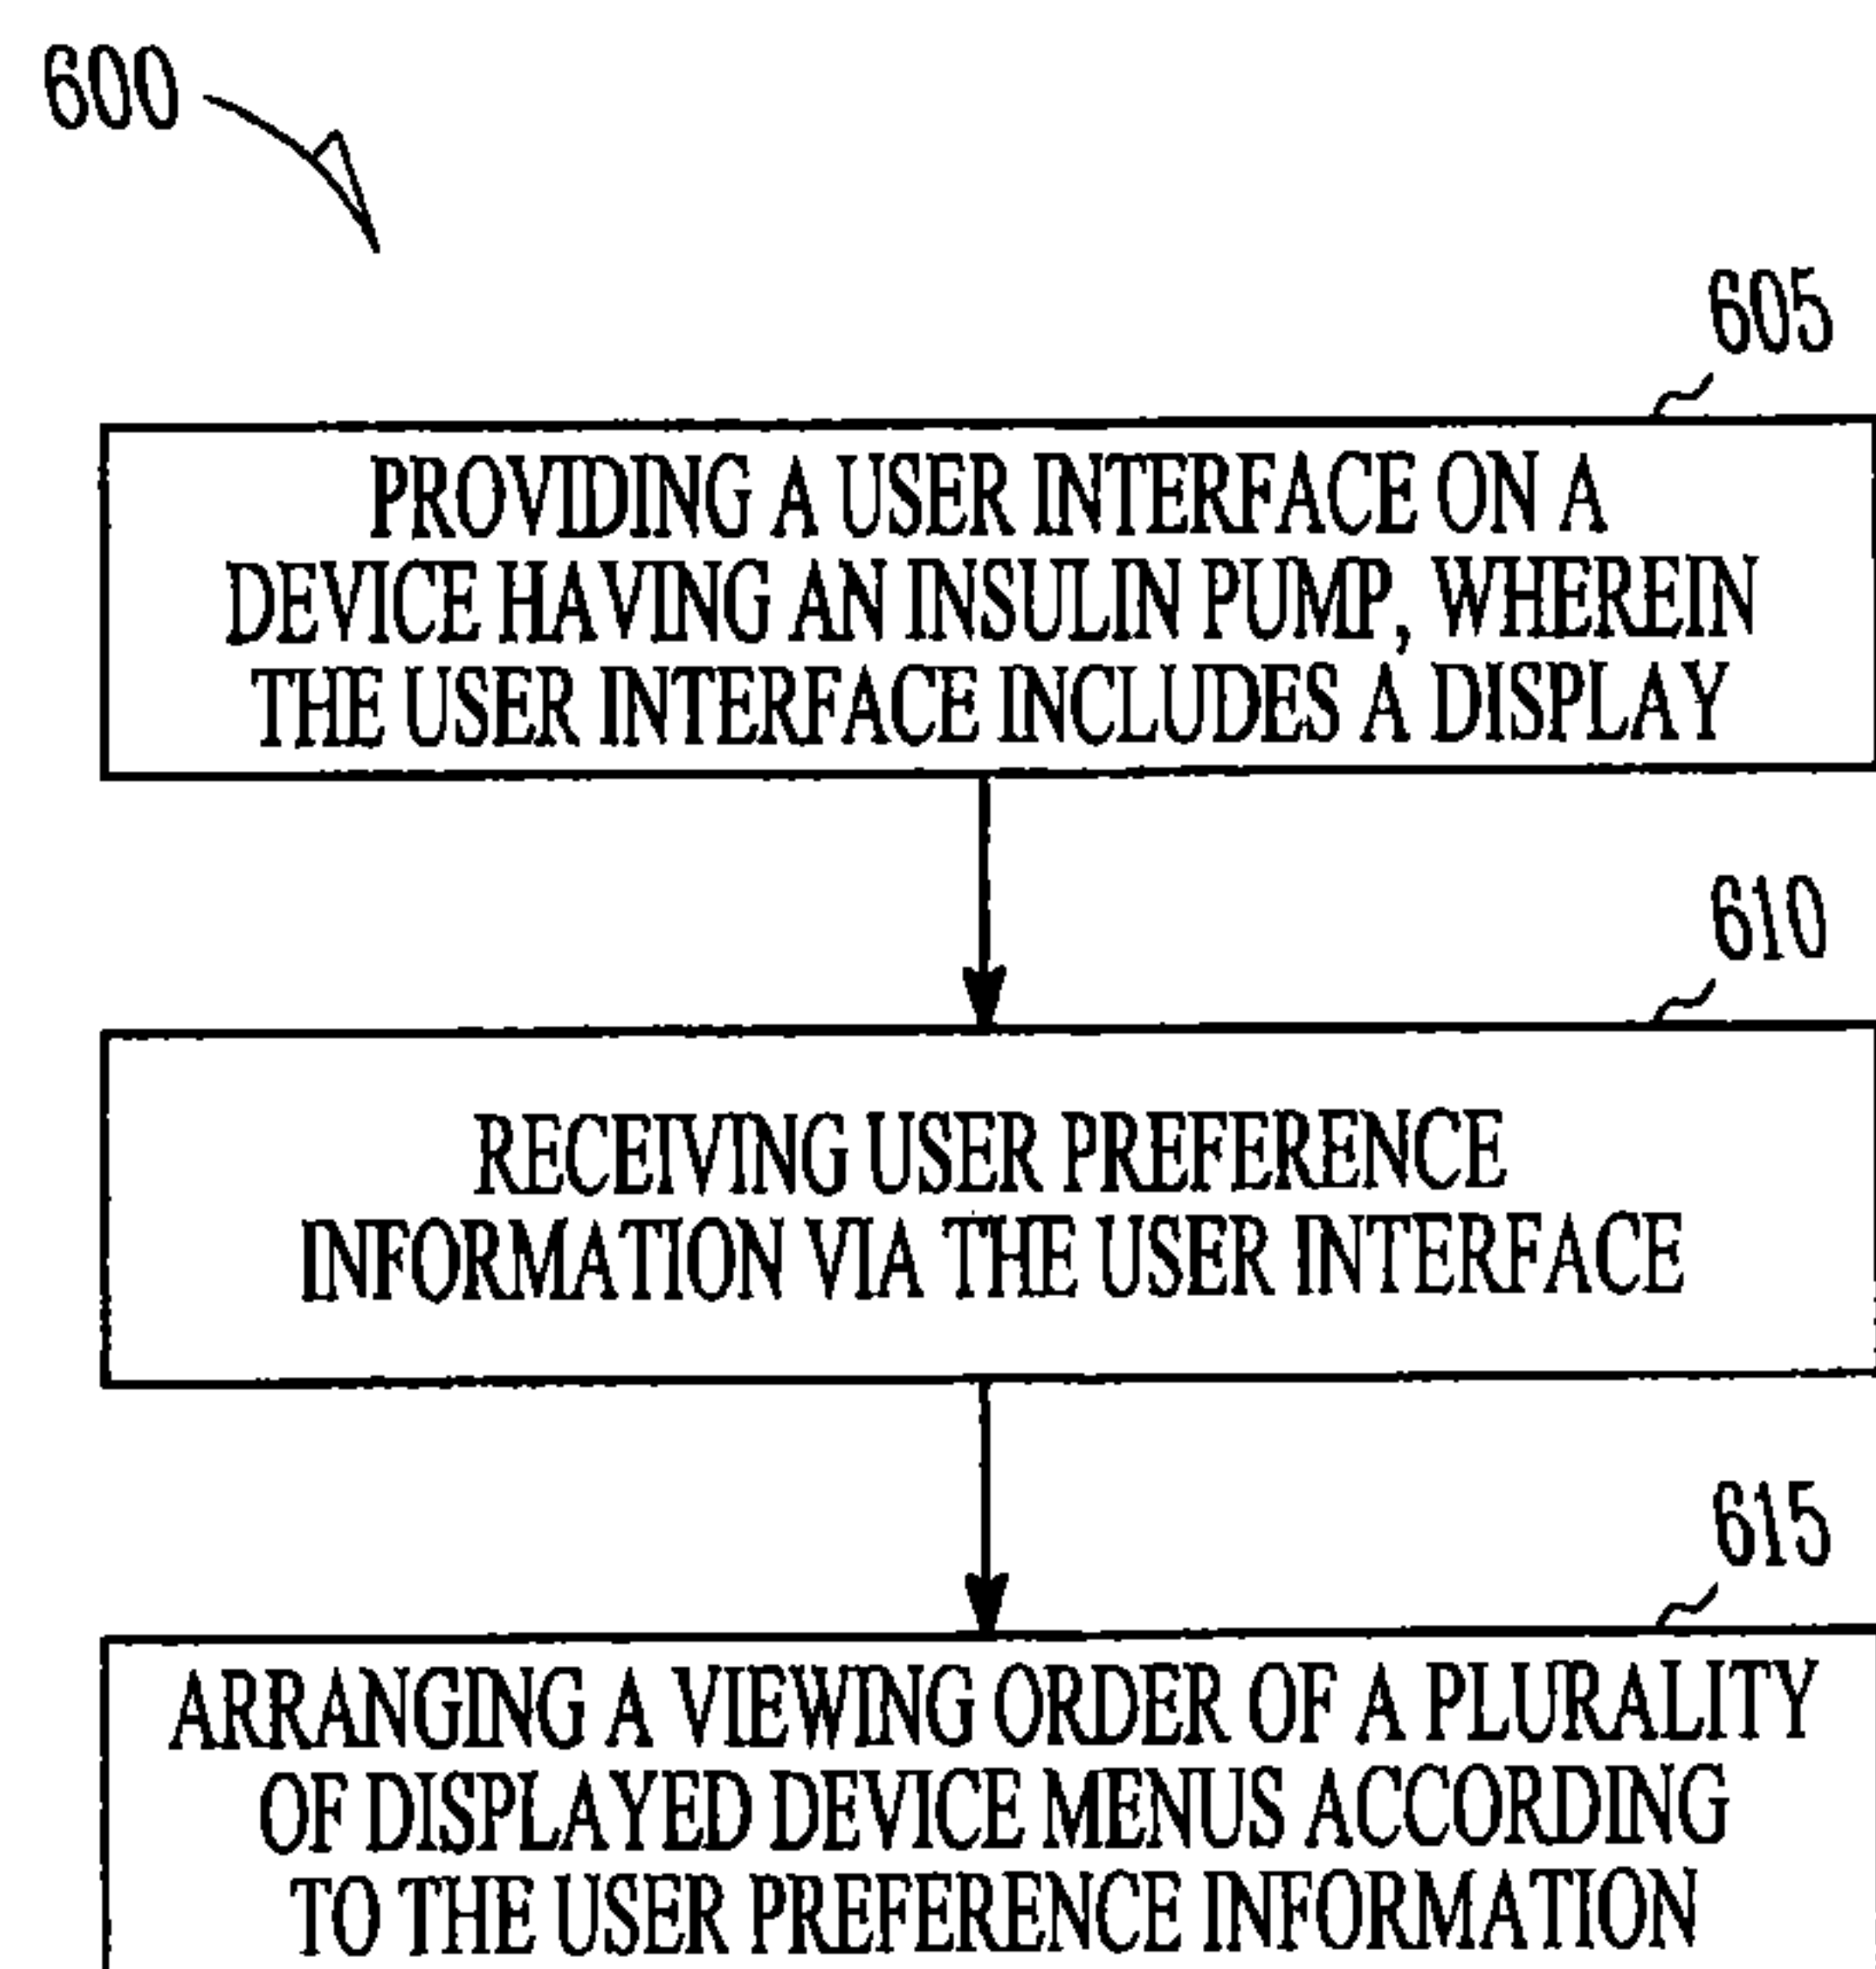 600
605
PROVIDING A USER INTERFACE ON A
DEVICE HAVING AN INSULIN PUMP, WHEREIN
THE USER INTERFACE INCLUDES A DISPLAY
610
RECEIVING USER PREFERENCE
INFORMATION VIA THE USER INTERFACE
615
ARRANGING A VIEWING ORDER OF A PLURALITY
OF DISPLAYED DEVICE MENUS ACCORDING
TO THE USER PREFERENCE INFORMATION